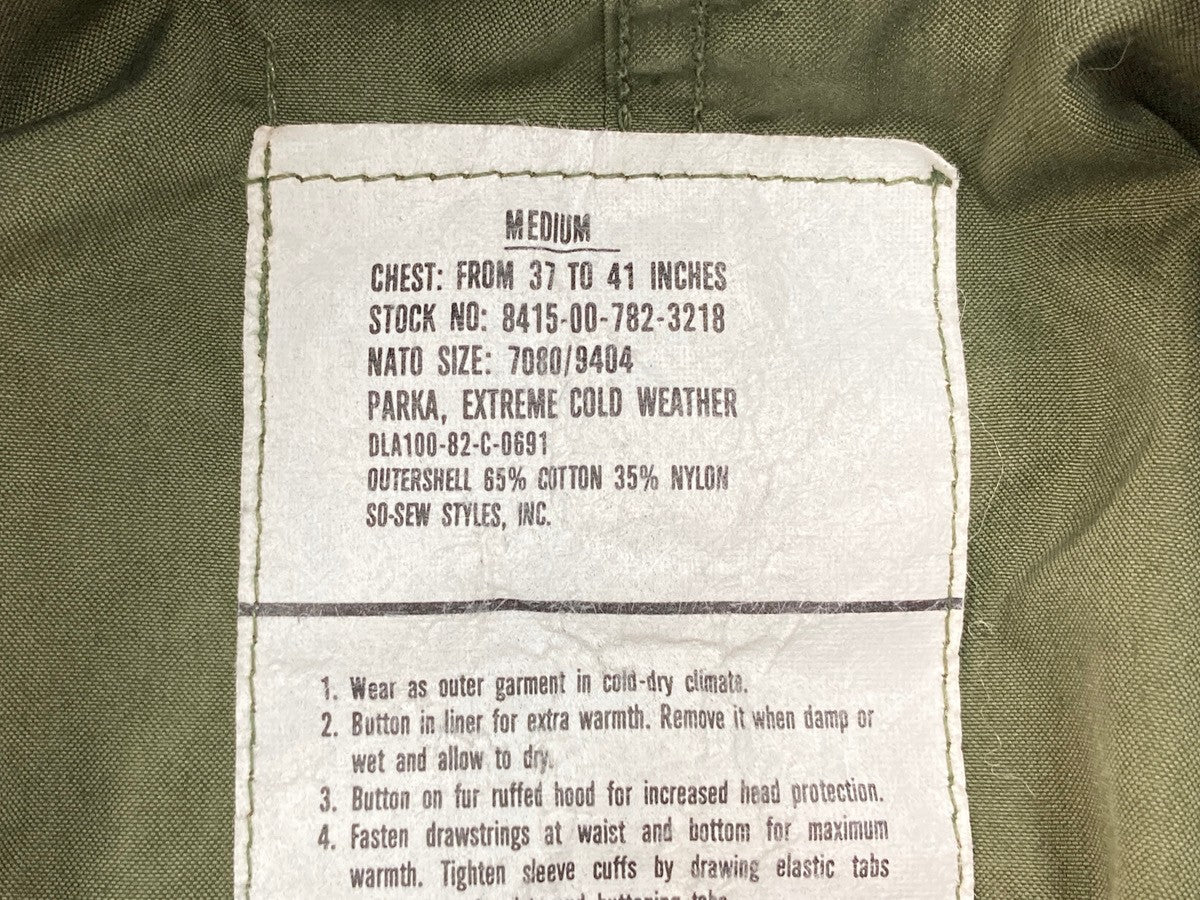 MEDIUM
CHEST: FROM 37 TO 41 INCHES
STOCK NO: 8415-00-782-3218
NATO SIZE: 7080/9404
PARKA, EXTREME COLD WEATHER
DLA100-82-C-0691
OUTERSHELL 65% COTTON 35% NYLON
SO-SEW STYLES, INC.
1. Wear as outer garment in cold-dry climate.
2. Button in liner for extra warmth. Remove it when damp or
wet and allow to dry.
3. Button on fur ruffed hood for increased head protection.
4. Fasten drawstrings at waist and bottom for maximum
warmth. Tighten sleeve cuffs by drawing elastic tabs
and buttoning tabs